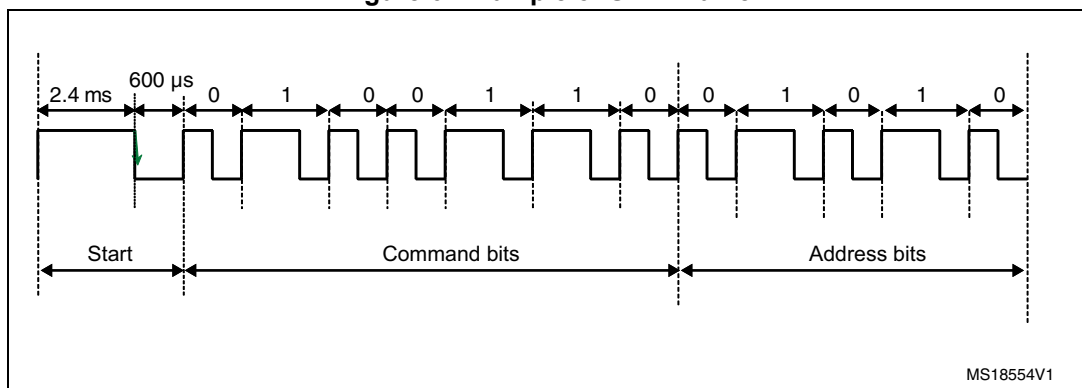 2.4 ms 600 µs 0 1 0 0 1 1 0 0 1 0 1 0
Start Command bits Address bits
MS18554V1